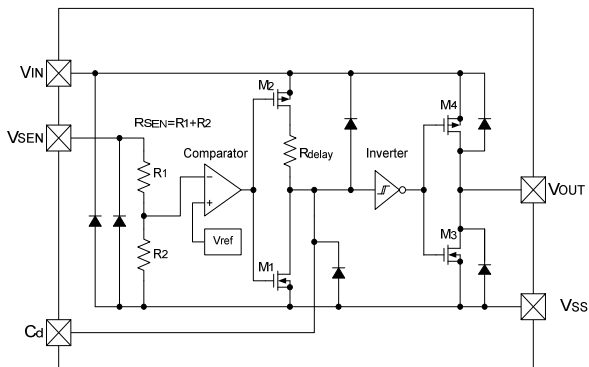 VIN
M2
M4
RSEN=R1+R2
VSEN
Comparator
Rdelay
Inverter
R1
−
+
VOUT
Vref
R2
M1
M3
VSS
Cd